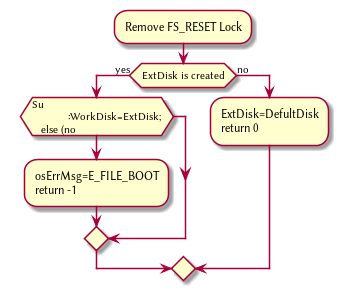 Remove FS_RESET Lock
yes
ExtDisk is created
no
Su
:WorkDisk=ExtDisk;
else (no
ExtDisk=DefultDisk
return 0
osErrMsg=E_FILE_BOOT
return -1